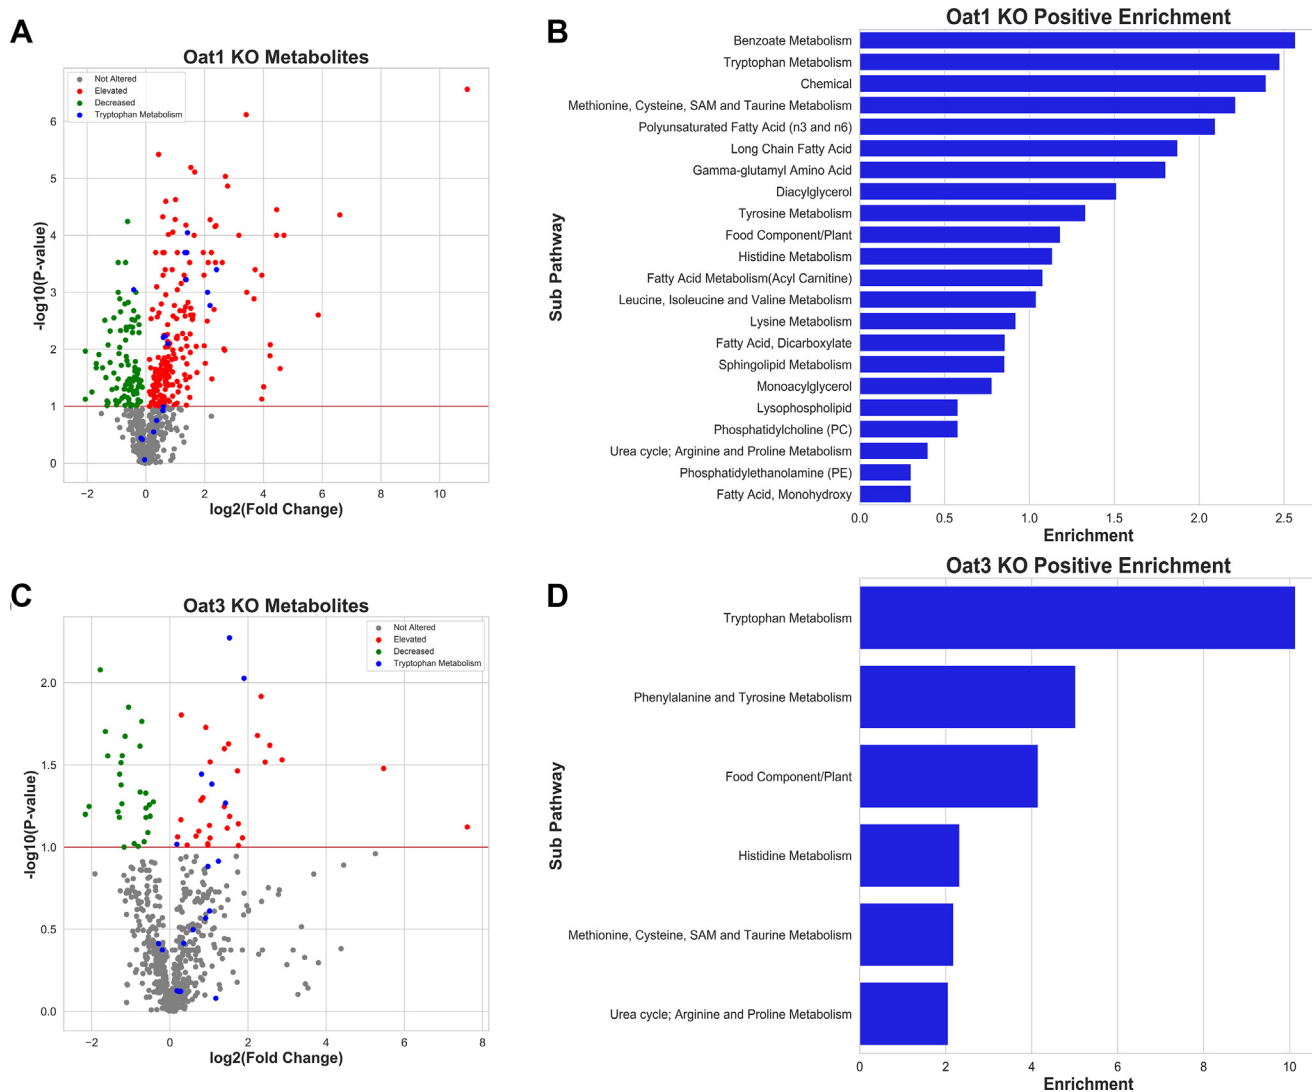 A
Oat1 KO Metabolites
Not Altered
Elevated
Decreased
Tryptophan Metabolism
-log10(P-value)
6
5
4
3
2
1
0
−2
0
2
4
6
8
10
log2(Fold Change)
B
Oat1 KO Positive Enrichment
Sub Pathway
Benzoate Metabolism
Tryptophan Metabolism
Chemical
Methionine, Cysteine, SAM and Taurine Metabolism
Polyunsaturated Fatty Acid (n3 and n6)
Long Chain Fatty Acid
Gamma-glutamyl Amino Acid
Diacylglycerol
Tyrosine Metabolism
Food Component/Plant
Histidine Metabolism
Fatty Acid Metabolism(Acyl Carnitine)
Leucine, Isoleucine and Valine Metabolism
Lysine Metabolism
Fatty Acid, Dicarboxylate
Sphingolipid Metabolism
Monoacylglycerol
Lysophospholipid
Phosphatidylcholine (PC)
Urea cycle; Arginine and Proline Metabolism
Phosphatidylethanolamine (PE)
Fatty Acid, Monohydroxy
0.0
0.5
1.0
1.5
2.0
2.5
Enrichment
C
Oat3 KO Metabolites
Not Altered
Elevated
Decreased
Tryptophan Metabolism
-log10(P-value)
2.0
1.5
1.0
0.5
0.0
−2
0
2
4
6
8
log2(Fold Change)
D
Oat3 KO Positive Enrichment
Sub Pathway
Tryptophan Metabolism
Phenylalanine and Tyrosine Metabolism
Food Component/Plant
Histidine Metabolism
Methionine, Cysteine, SAM and Taurine Metabolism
Urea cycle; Arginine and Proline Metabolism
0
2
4
6
8
10
Enrichment